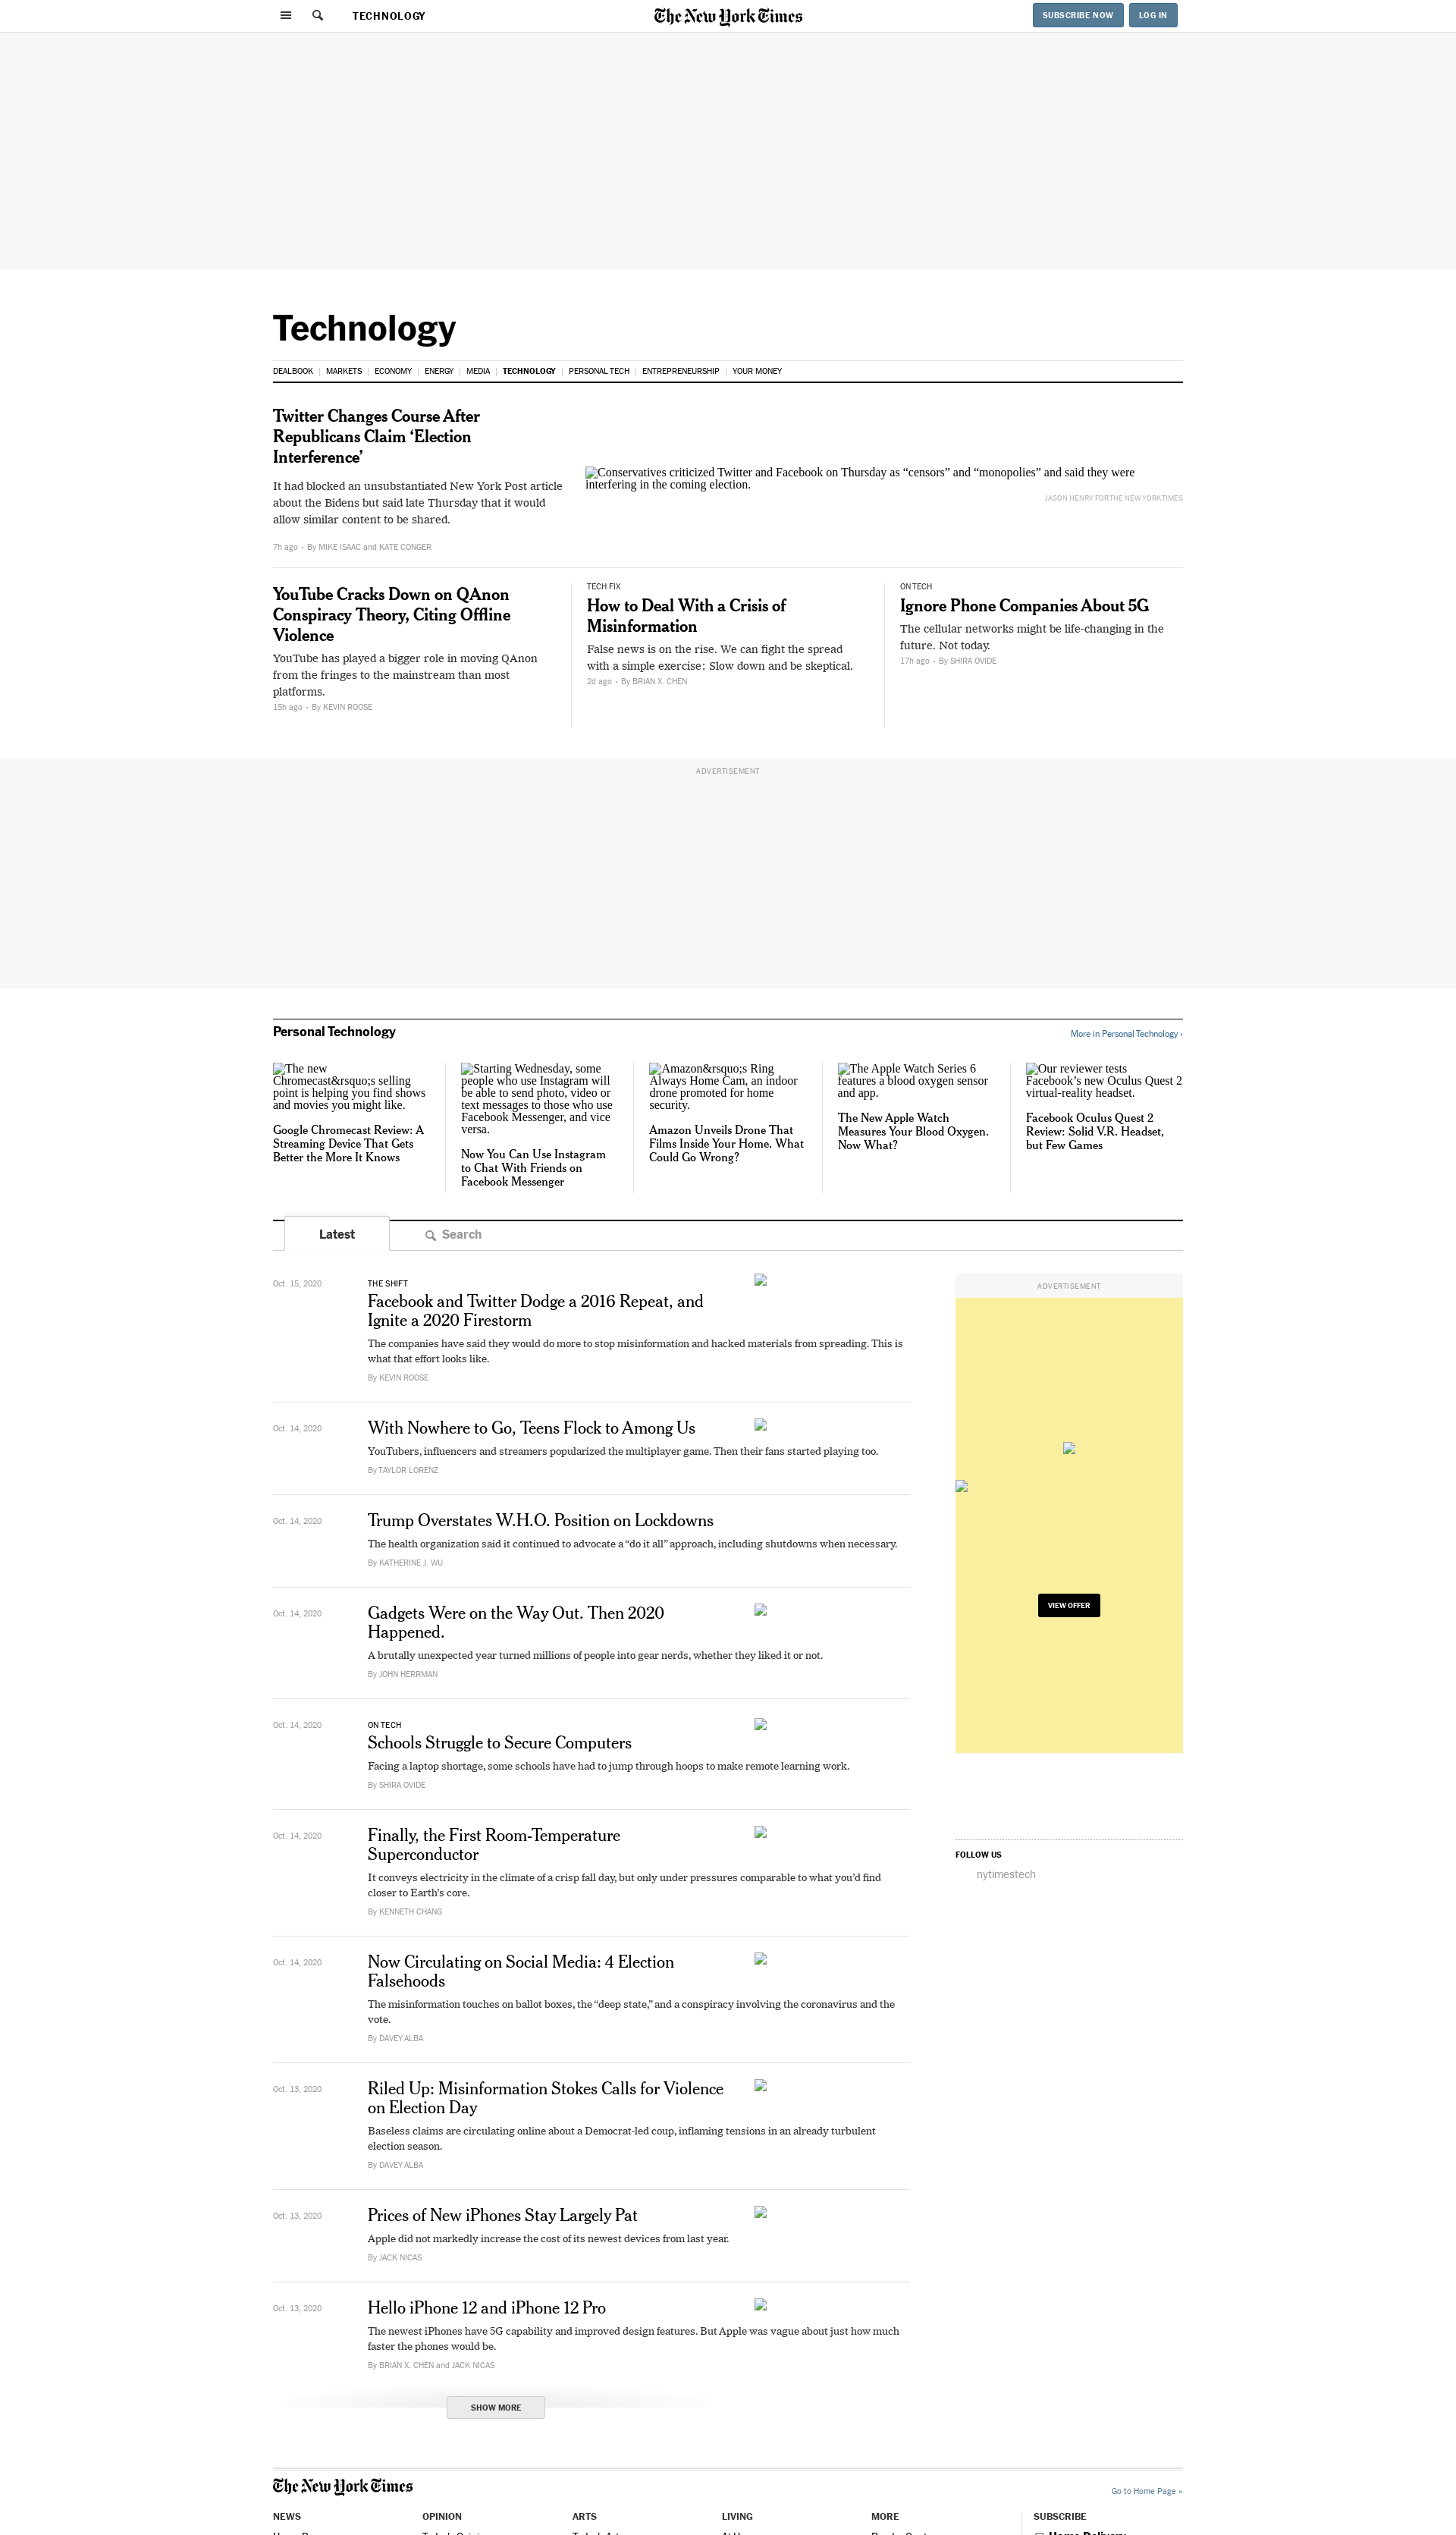 TECHNOLOGY
The New York Times
SUBSCRIBE NOW
LOG IN
Technology
DEALBOOK
MARKETS
ECONOMY
ENERGY
MEDIA
TECHNOLOGY
PERSONAL TECH
ENTREPRENEURSHIP
YOUR MONEY
Twitter Changes Course After
Republicans Claim ‘Election
Interference’
It had blocked an unsubstantiated New York Post article
about the Bidens but said late Thursday that it would
allow similar content to be shared.
7h ago • By MIKE ISAAC and KATE CONGER
Conservatives criticized Twitter and Facebook on Thursday as “censors” and “monopolies” and said they were
interfering in the coming election.
JASON HENRY FOR THE NEW YORK TIMES
YouTube Cracks Down on QAnon
Conspiracy Theory, Citing Offline
Violence
YouTube has played a bigger role in moving QAnon
from the fringes to the mainstream than most
platforms.
15h ago • By KEVIN ROOSE
TECH FIX
How to Deal With a Crisis of
Misinformation
False news is on the rise. We can fight the spread
with a simple exercise: Slow down and be skeptical.
2d ago • By BRIAN X. CHEN
ON TECH
Ignore Phone Companies About 5G
The cellular networks might be life-changing in the
future. Not today.
17h ago • By SHIRA OVIDE
ADVERTISEMENT
Personal Technology
More in Personal Technology ›
The new
Chromecast&rsquo;s selling
point is helping you find shows
and movies you might like.
Google Chromecast Review: A
Streaming Device That Gets
Better the More It Knows
Starting Wednesday, some
people who use Instagram will
be able to send photo, video or
text messages to those who use
Facebook Messenger, and vice
versa.
Now You Can Use Instagram
to Chat With Friends on
Facebook Messenger
Amazon&rsquo;s Ring
Always Home Cam, an indoor
drone promoted for home
security.
Amazon Unveils Drone That
Films Inside Your Home. What
Could Go Wrong?
The Apple Watch Series 6
features a blood oxygen sensor
and app.
The New Apple Watch
Measures Your Blood Oxygen.
Now What?
Our reviewer tests
Facebook’s new Oculus Quest 2
virtual-reality headset.
Facebook Oculus Quest 2
Review: Solid V.R. Headset,
but Few Games
Latest
Search
Oct. 15, 2020
THE SHIFT
Facebook and Twitter Dodge a 2016 Repeat, and
Ignite a 2020 Firestorm
The companies have said they would do more to stop misinformation and hacked materials from spreading. This is
what that effort looks like.
By KEVIN ROOSE
Oct. 14, 2020
With Nowhere to Go, Teens Flock to Among Us
YouTubers, influencers and streamers popularized the multiplayer game. Then their fans started playing too.
By TAYLOR LORENZ
Oct. 14, 2020
Trump Overstates W.H.O. Position on Lockdowns
The health organization said it continued to advocate a “do it all” approach, including shutdowns when necessary.
By KATHERINE J. WU
Oct. 14, 2020
Gadgets Were on the Way Out. Then 2020
Happened.
A brutally unexpected year turned millions of people into gear nerds, whether they liked it or not.
By JOHN HERRMAN
Oct. 14, 2020
ON TECH
Schools Struggle to Secure Computers
Facing a laptop shortage, some schools have had to jump through hoops to make remote learning work.
By SHIRA OVIDE
Oct. 14, 2020
Finally, the First Room-Temperature
Superconductor
It conveys electricity in the climate of a crisp fall day, but only under pressures comparable to what you’d find
closer to Earth’s core.
By KENNETH CHANG
Oct. 14, 2020
Now Circulating on Social Media: 4 Election
Falsehoods
The misinformation touches on ballot boxes, the “deep state,” and a conspiracy involving the coronavirus and the
vote.
By DAVEY ALBA
Oct. 13, 2020
Riled Up: Misinformation Stokes Calls for Violence
on Election Day
Baseless claims are circulating online about a Democrat-led coup, inflaming tensions in an already turbulent
election season.
By DAVEY ALBA
Oct. 13, 2020
Prices of New iPhones Stay Largely Pat
Apple did not markedly increase the cost of its newest devices from last year.
By JACK NICAS
Oct. 13, 2020
Hello iPhone 12 and iPhone 12 Pro
The newest iPhones have 5G capability and improved design features. But Apple was vague about just how much
faster the phones would be.
By BRIAN X. CHEN and JACK NICAS
SHOW MORE
ADVERTISEMENT
VIEW OFFER
FOLLOW US
nytimestech
The New York Times
Go to Home Page »
NEWS
OPINION
ARTS
LIVING
MORE
SUBSCRIBE